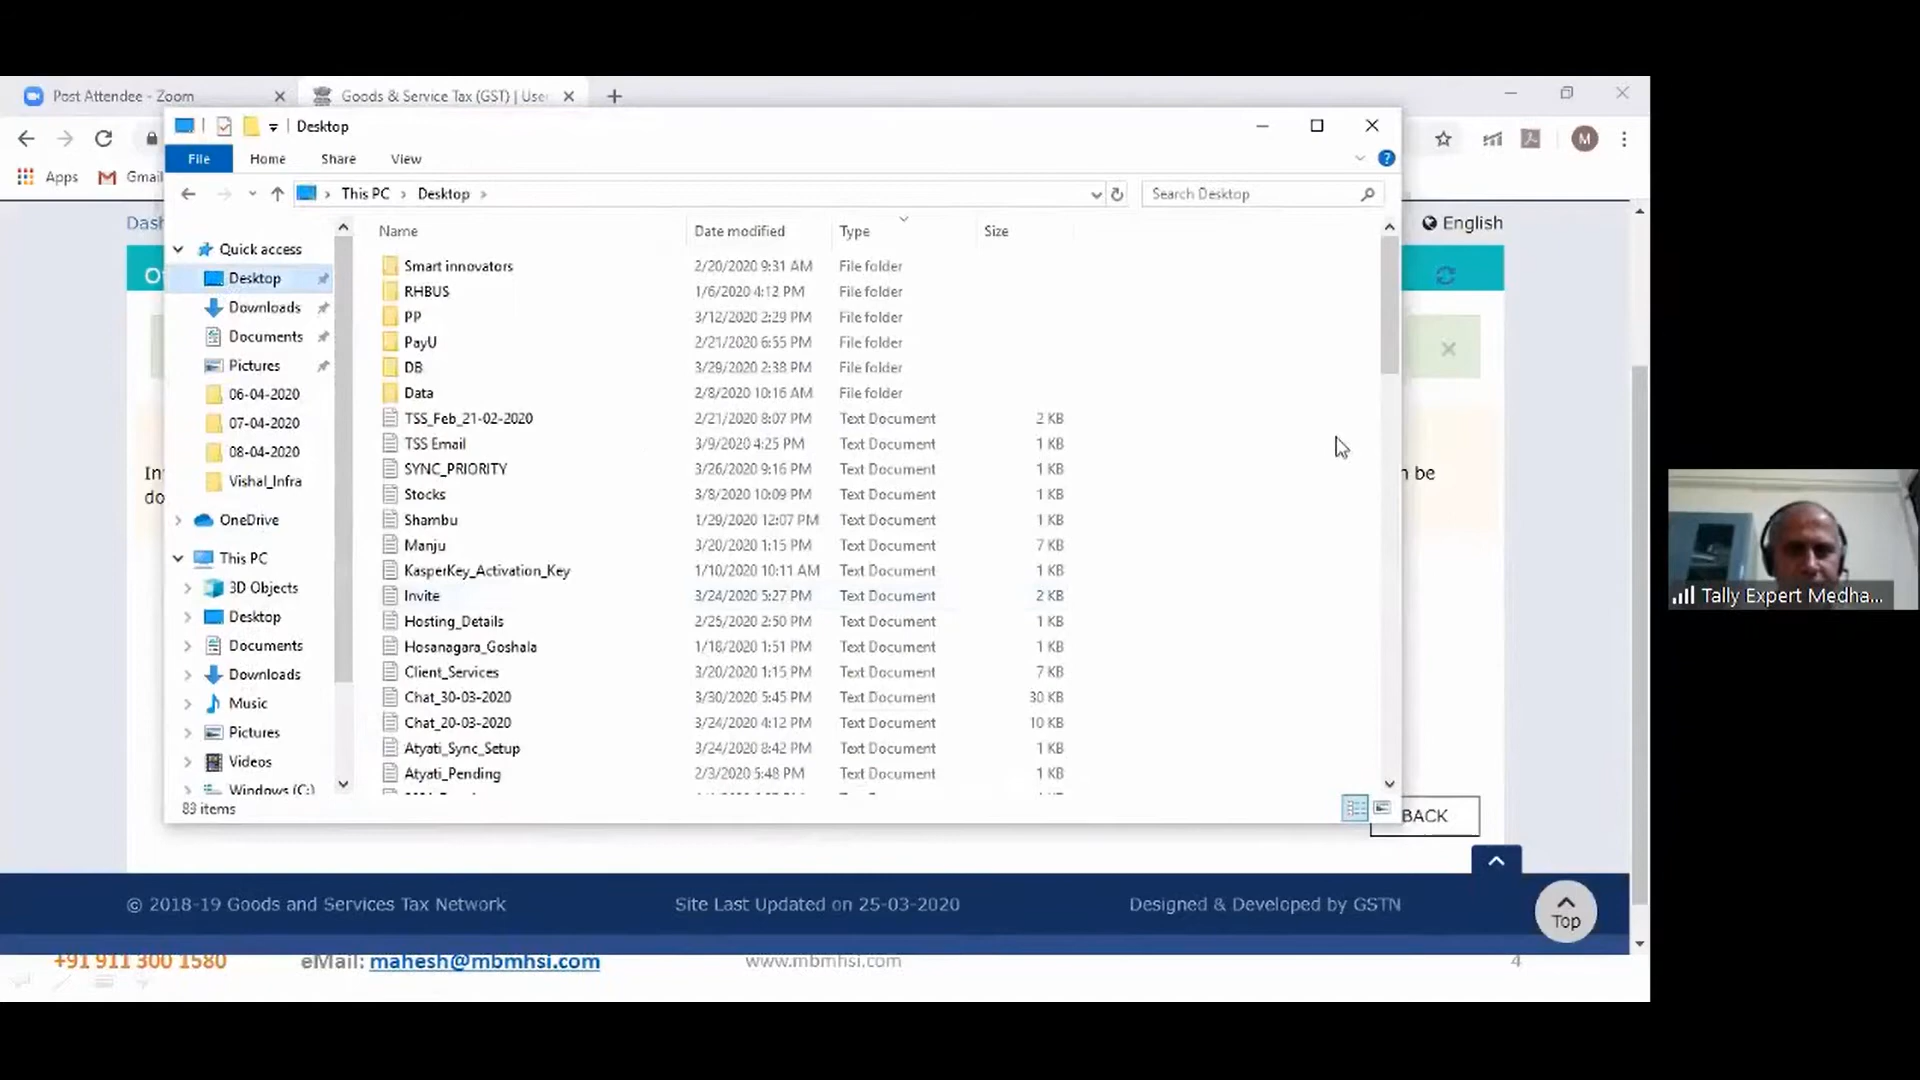 Post Attendee - Zoom
Goods & Service Tax (GST) | Use
Desktop
File Home Share View
M
Apps
Gmail
This PC > Desktop >
Search Desktop
English
Name Date modified Type Size
Quick access
Desktop
Downloads
Documents
Pictures
06-04-2020
07-04-2020
08-04-2020
Vishal_Infra
OneDrive
This PC
3D Objects
Desktop
Documents
Downloads
Music
Pictures
Videos
Windows (C:)
Smart innovators 2/20/2020 9:31 AM File folder
RHBUS 1/6/2020 4:12 PM File folder
PP 3/12/2020 2:29 PM File folder
PayU 2/21/2020 6:55 PM File folder
DB 3/29/2020 2:38 PM File folder
Data 2/8/2020 10:16 AM File folder
TSS_Feb_21-02-2020 2/21/2020 8:07 PM Text Document 2 KB
TSS Email 3/9/2020 4:25 PM Text Document 1 KB
SYNC_PRIORITY 3/26/2020 9:16 PM Text Document 1 KB
Stocks 3/8/2020 10:09 PM Text Document 1 KB
Shambu 1/29/2020 12:07 PM Text Document 1 KB
Manju 3/20/2020 1:15 PM Text Document 7 KB
KasperKey_Activation_Key 1/10/2020 10:11 AM Text Document 1 KB
Invite 3/24/2020 5:27 PM Text Document 2 KB
Hosting_Details 2/25/2020 2:50 PM Text Document 1 KB
Hosanagara_Goshala 1/18/2020 1:51 PM Text Document 1 KB
Client_Services 3/20/2020 1:15 PM Text Document 7 KB
Chat_30-03-2020 3/30/2020 5:45 PM Text Document 30 KB
Chat_20-03-2020 3/24/2020 4:12 PM Text Document 10 KB
Atyati_Sync_Setup 3/24/2020 8:42 PM Text Document 1 KB
Atyati_Pending 2/3/2020 5:48 PM Text Document 1 KB
be
Tally Expert Medha...
83 items
BACK
© 2018-19 Goods and Services Tax Network Site Last Updated on 25-03-2020 Designed & Developed by GSTN
Top
+91 911 300 1580 eMail: mahesh@mbmhsi.com www.mbmhsi.com 4